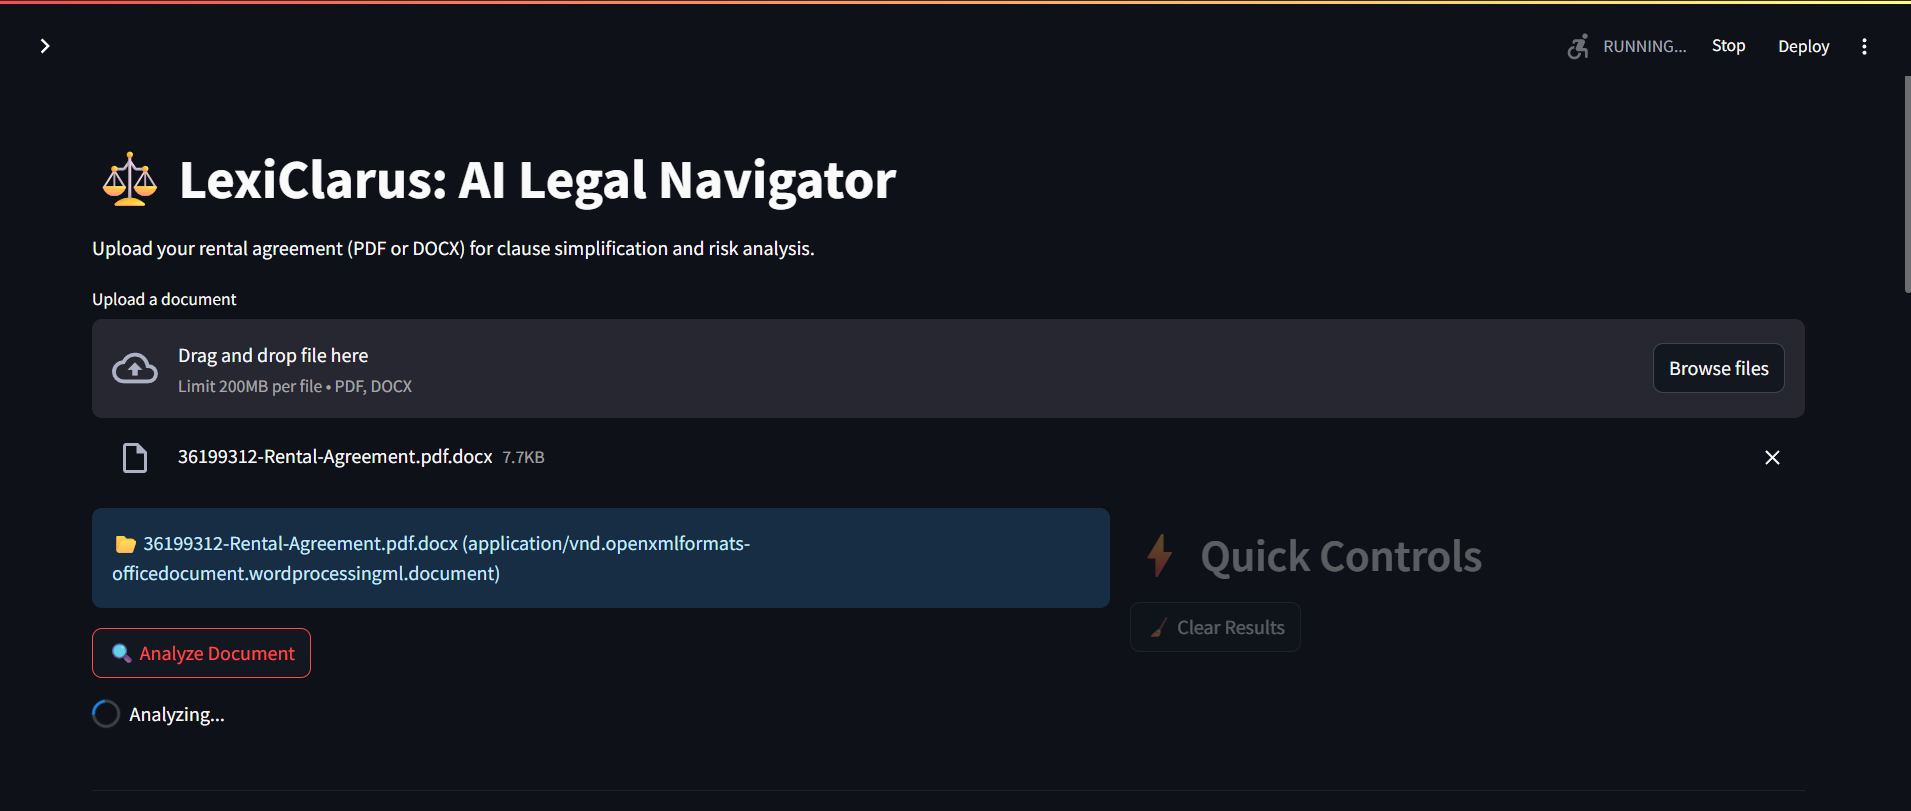 RUNNING...
Stop
Deploy
LexiClarus: AI Legal Navigator
Upload your rental agreement (PDF or DOCX) for clause simplification and risk analysis.
Upload a document
Drag and drop file here
Limit 200MB per file • PDF, DOCX
Browse files
36199312-Rental-Agreement.pdf.docx 7.7KB
36199312-Rental-Agreement.pdf.docx (application/vnd.openxmlformats-
officedocument.wordprocessingml.document)
Quick Controls
Clear Results
Analyze Document
Analyzing...